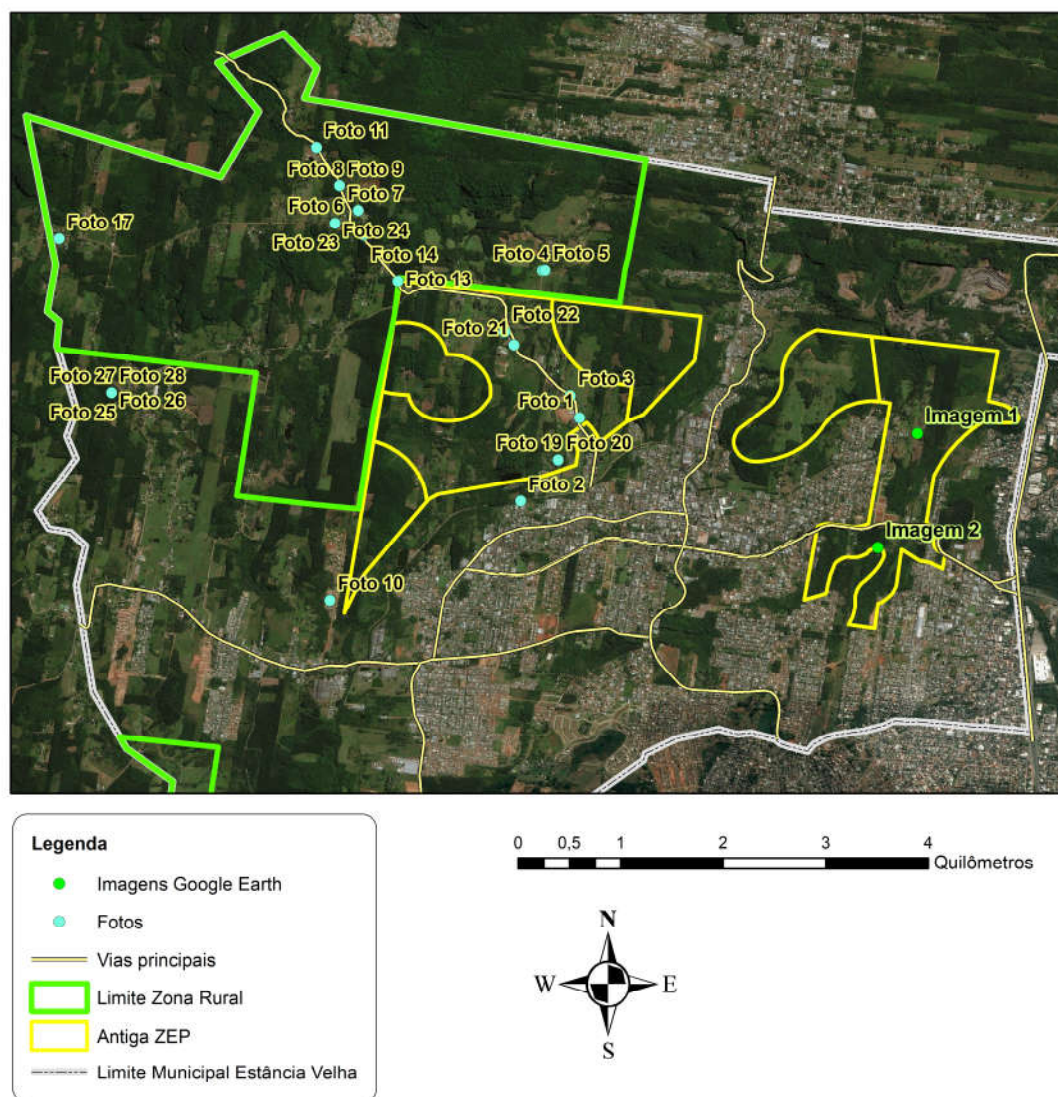 Foto 11
Foto 8 Foto 9
Foto 7
Foto 6
Foto 24
Foto 23
Foto 17
Foto 14
Foto 13
Foto 4 Foto 5
Foto 22
Foto 21
Foto 27 Foto 28
Foto 25 Foto 26
Foto 3
Foto 1
Foto 19 Foto 20
Foto 2
Foto 10
Imagem 1
Imagem 2
Legenda
Imagens Google Earth
Fotos
Vias principais
Limite Zona Rural
Antiga ZEP
Limite Municipal Estância Velha
0 0,5 1 2 3 4
Quilômetros
N
W E
S